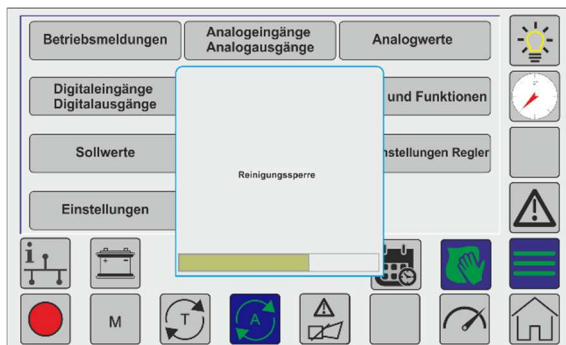 Betriebsmeldungen
Analogeingänge
Analogausgänge
Analogwerte
Digitaleingänge
Digitalausgänge
und Funktionen
Sollwerte
Reinigungssperre
nstellungen Regler
Einstellungen
i
M
T
A